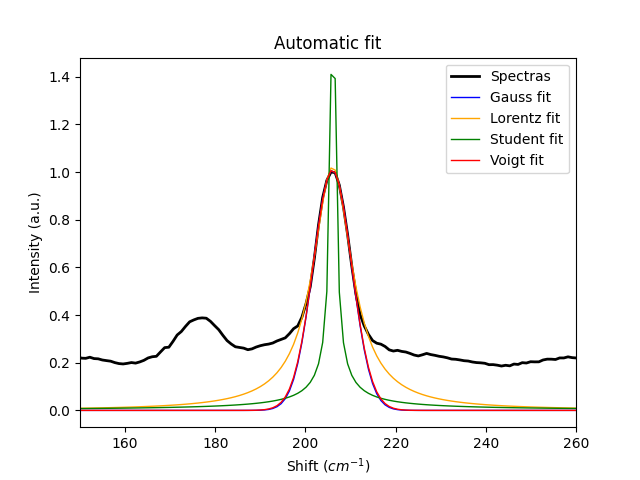 Automatic fit
Spectras
Gauss fit
Lorentz fit
Student fit
Voigt fit
Intensity (a.u.)
1.4
1.2
1.0
0.8
0.6
0.4
0.2
0.0
160 180 200 220 240 260
Shift (cm⁻¹)